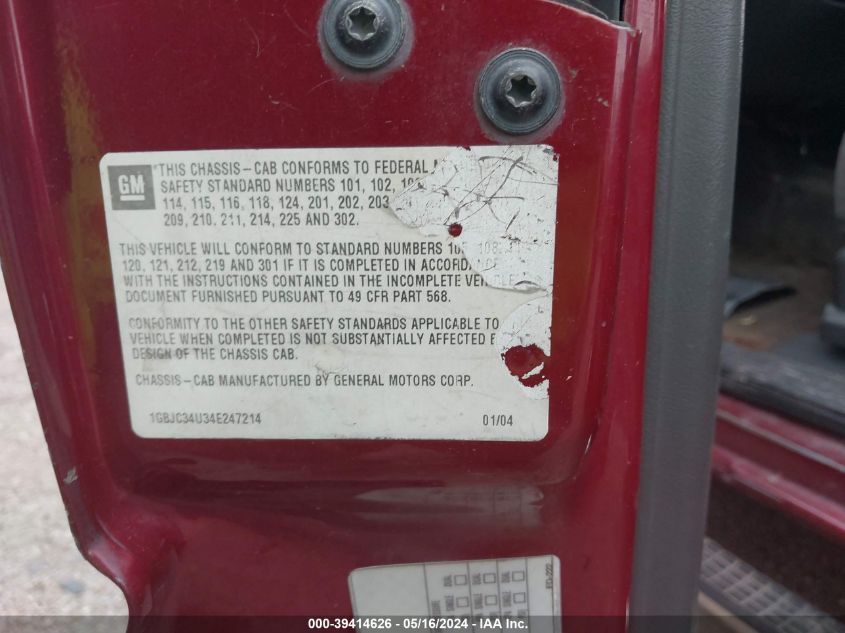 GM
*THIS CHASSIS-CAB CONFORMS TO FEDERAL
SAFETY STANDARD NUMBERS 101, 102,
114, 115, 116, 118, 124, 201, 202, 203
209, 210, 211, 214, 225 AND 302.
THIS VEHICLE WILL CONFORM TO STANDARD NUMBERS 108,
120, 121, 212, 219 AND 301 IF IT IS COMPLETED IN
WITH THE INSTRUCTIONS CONTAINED IN THE INCOMPLETE
DOCUMENT FURNISHED PURSUANT TO 49 CFR PART 568.
CONFORMITY TO THE OTHER SAFETY STANDARDS APPLICABLE TO
VEHICLE WHEN COMPLETED IS NOT SUBSTANTIALLY AFFECTED
DESIGN OF THE CHASSIS CAB.
CHASSIS-CAB MANUFACTURED BY GENERAL MOTORS CORP.
1GBJC34U34E247214 01/04
000-39414626 - 05/16/2024 - IAA Inc.